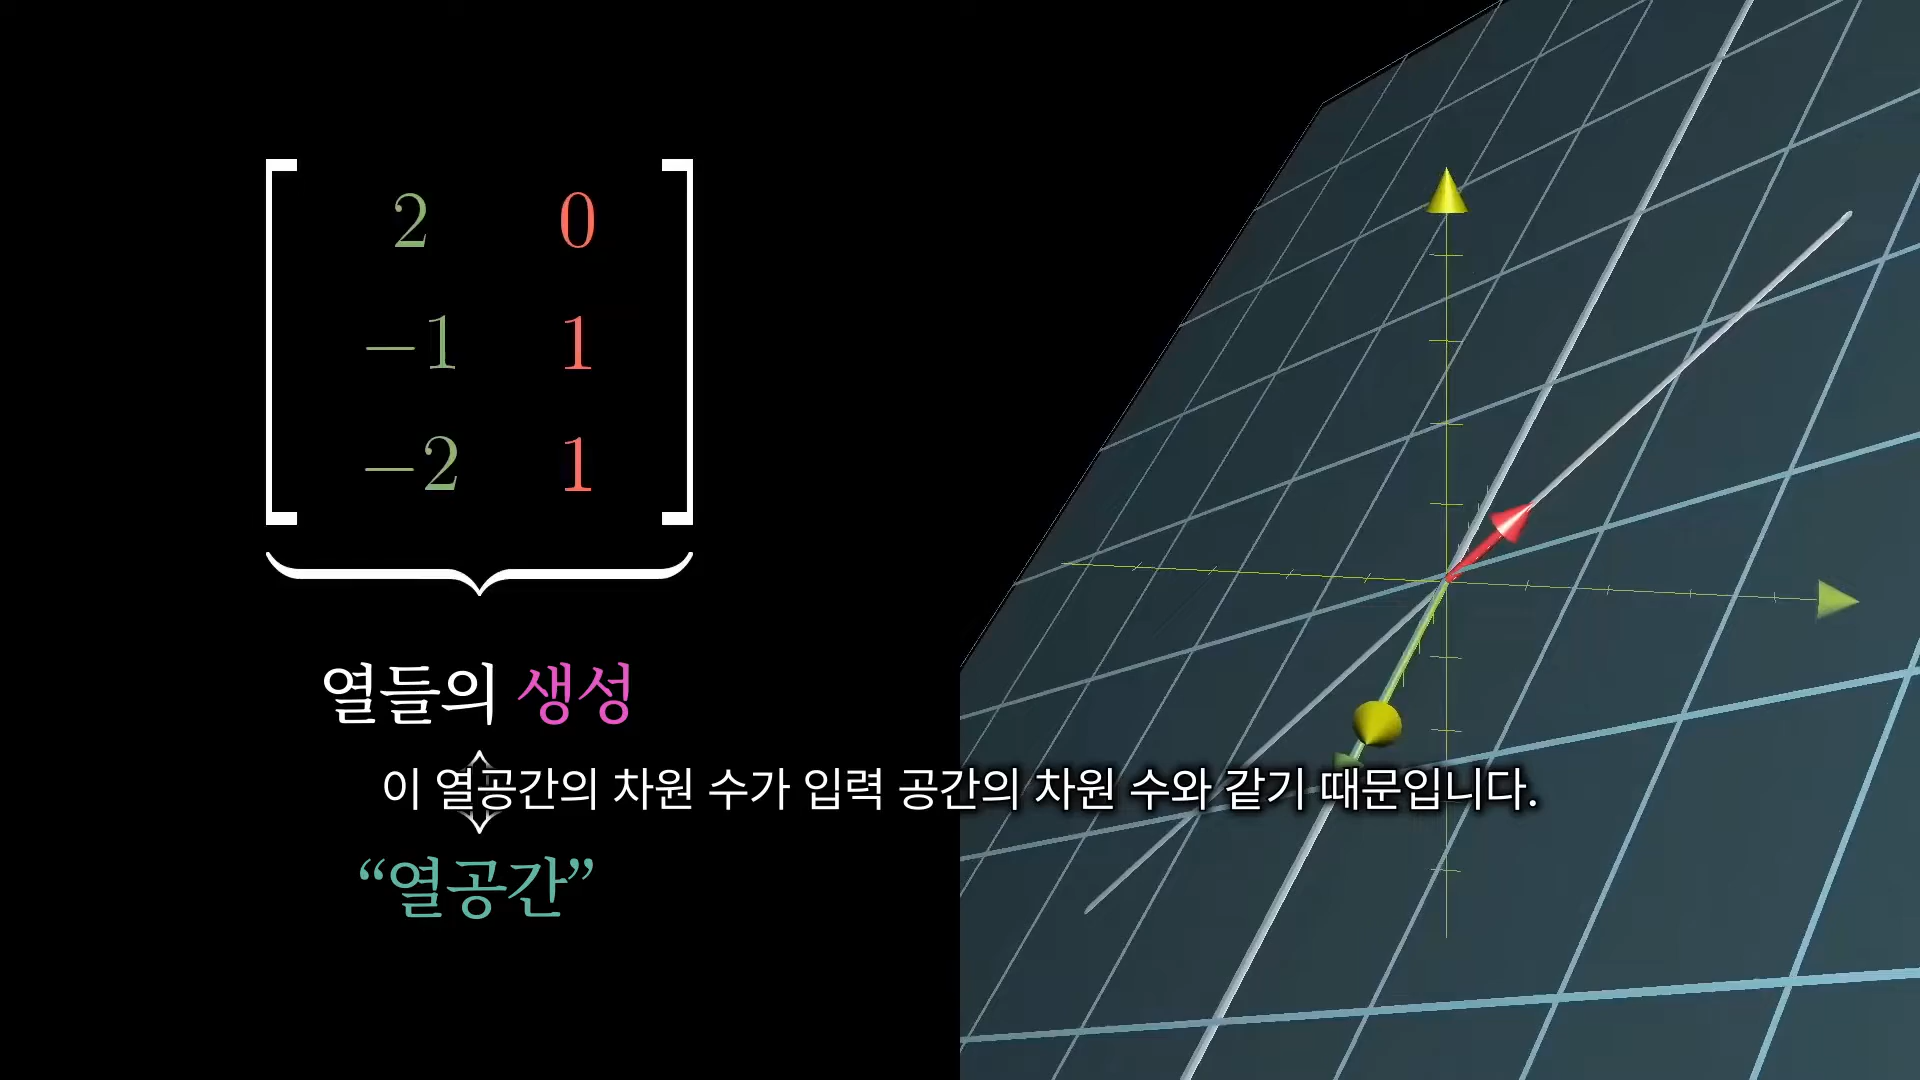 2 0
−1 1
−2 1
열들의 생성
이 열공간의 차원 수가 입력 공간의 차원 수와 같기 때문입니다.
“열공간”